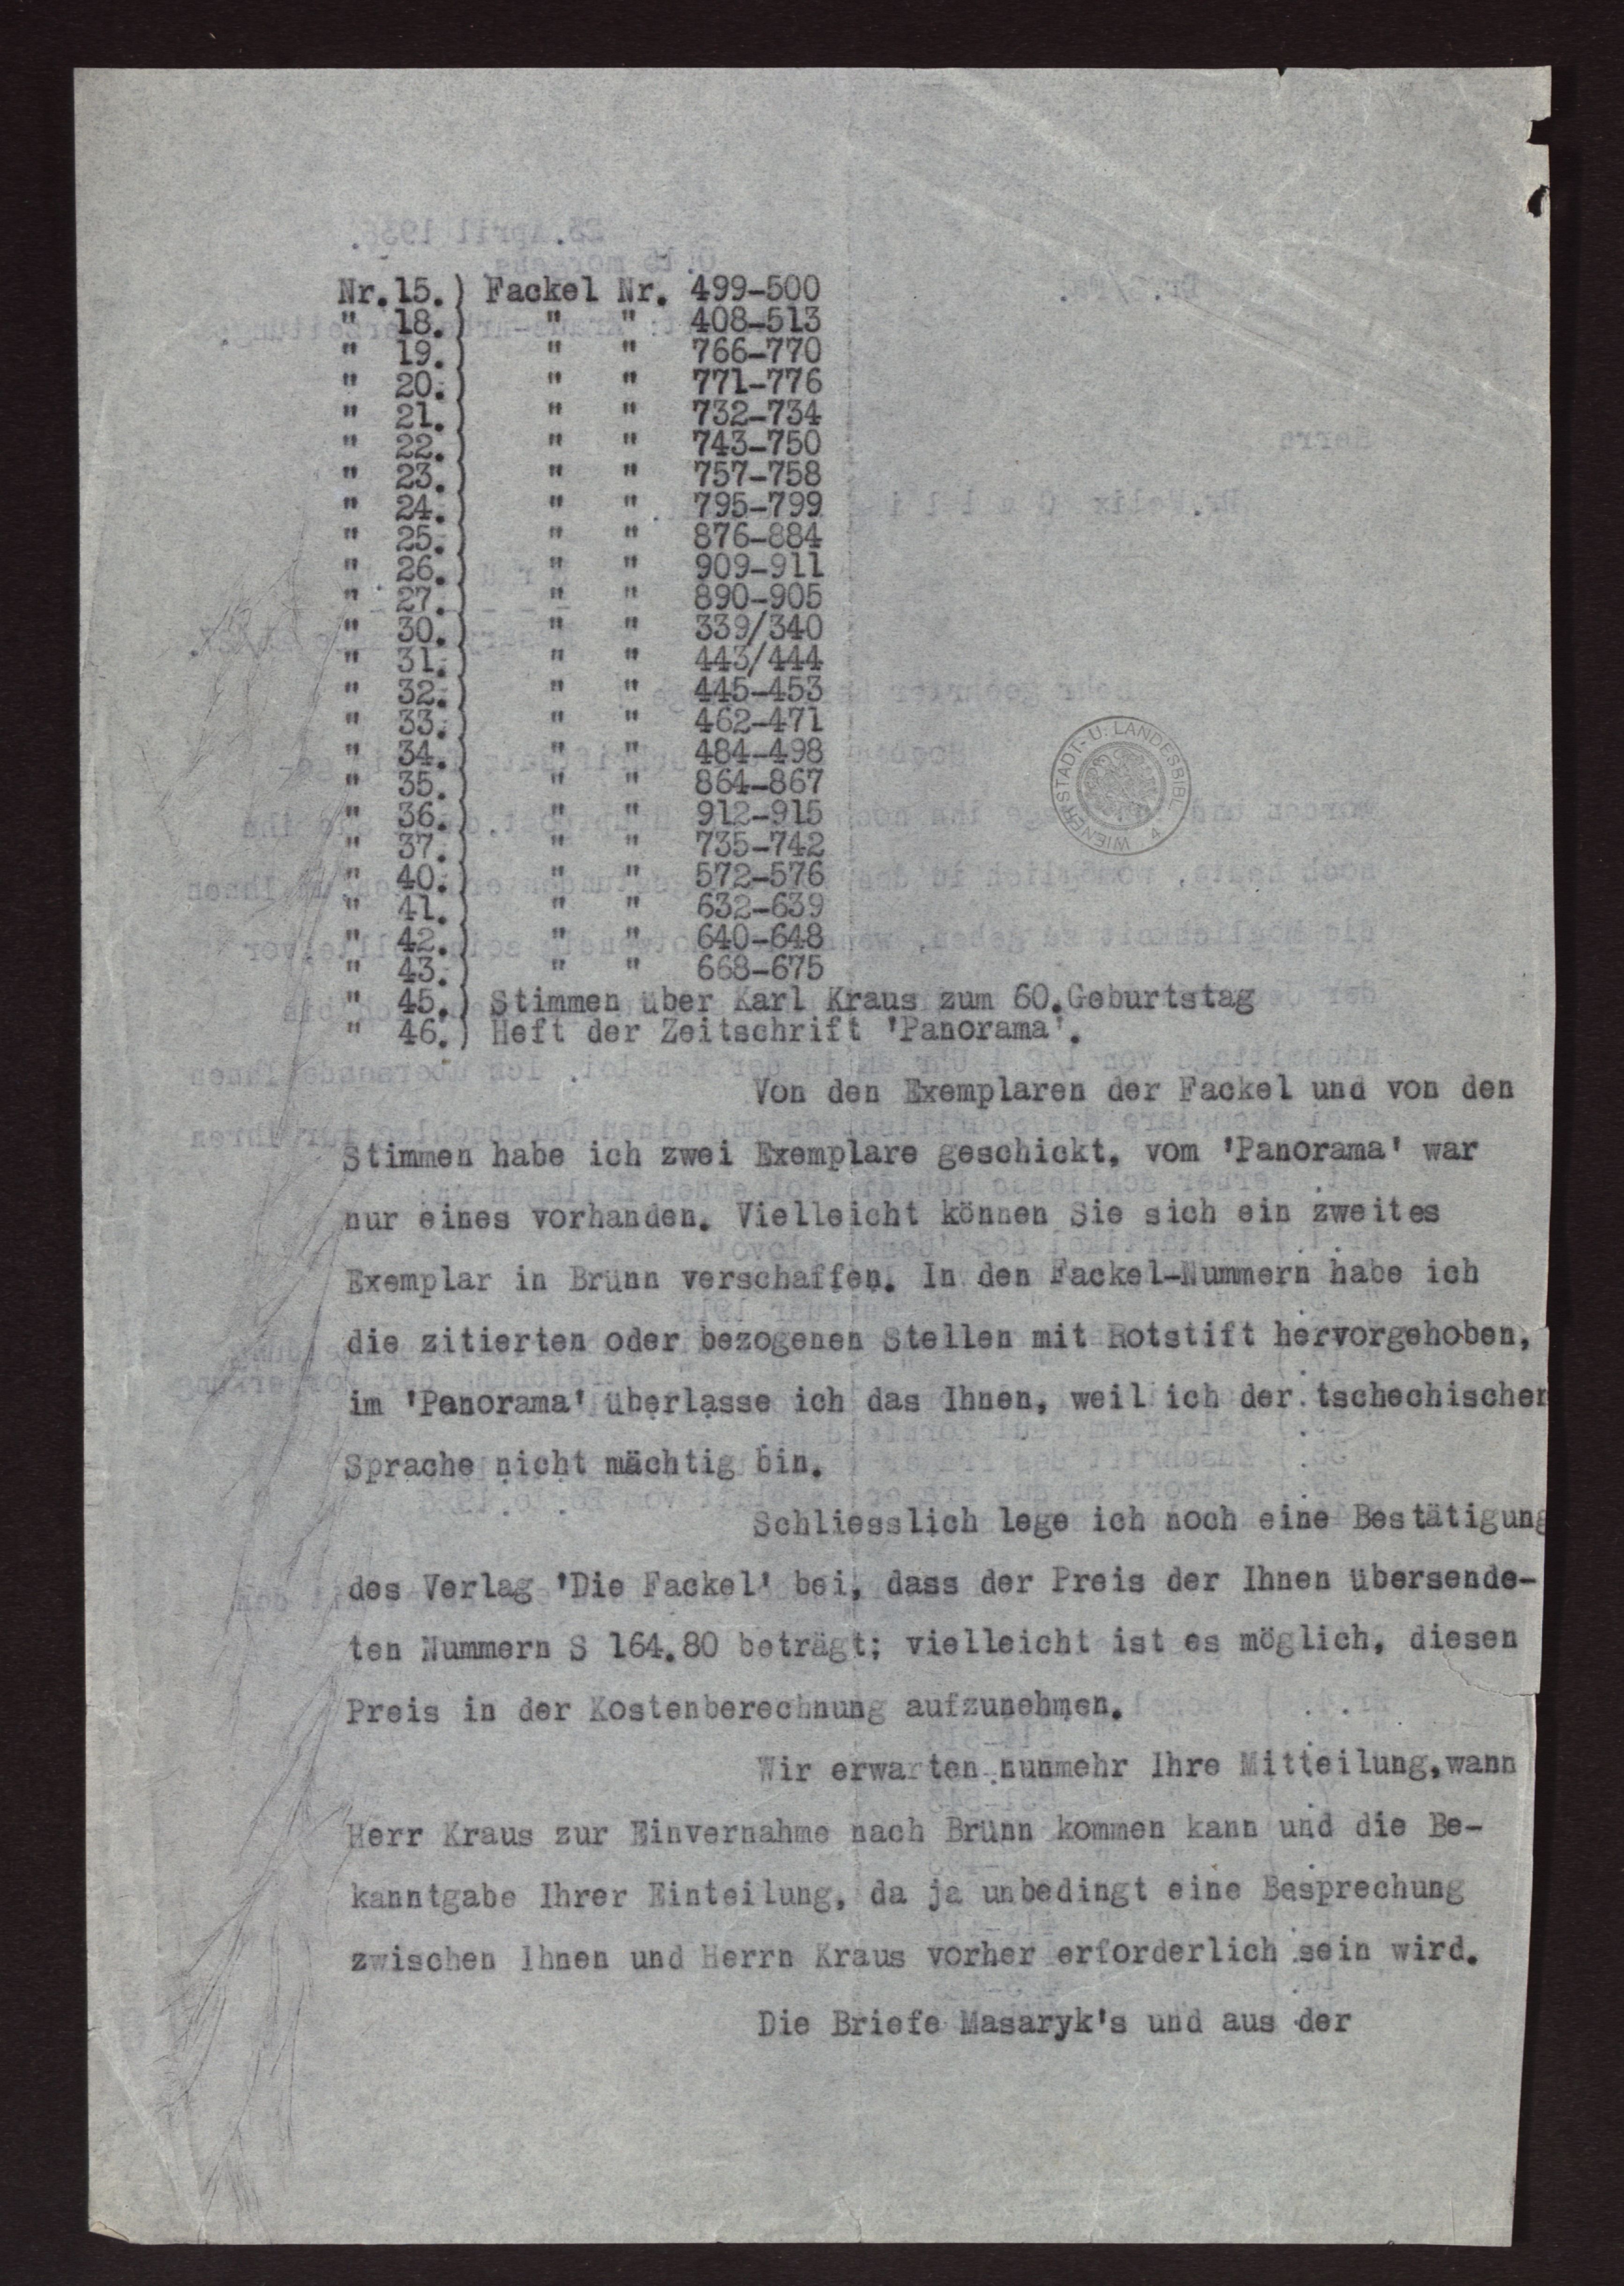 Nr.15.) Fackel Nr. 499-500
" 18.) " " 408-513
" 19.) " " 766-770
" 20.) " " 771-776
" 21.) " " 732-734
" 22.) " " 743-750
" 23.) " " 757-758
" 24.) " " 795-799
" 25.) " " 876-884
" 26.) " " 909-911
" 27.) " " 890-905
" 30.) " " 339/340
" 31.) " " 443/444
" 32.) " " 445-453
" 33.) " " 462-471
" 34.) " " 484-498
" 35.) " " 864-867
" 36.) " " 912-915
" 37.) " " 735-742
" 40.) " " 572-576
" 41.) " " 632-639
" 42.) " " 640-648
" 43.) " " 668-675
" 45.) Stimmen über Karl Kraus zum 60.Geburtstag
" 46.) Heft der Zeitschrift 'Panorama'.
WIENER STADT- U. LANDESBIBL. 4
Von den Exemplaren der Fackel und von den
Stimmen habe ich zwei Exemplare geschickt, vom 'Panorama' war
nur eines vorhanden. Vielleicht können Sie sich ein zweites
Exemplar in Brünn verschaffen. In den Fackel-Nummern habe ich
die zitierten oder bezogenen Stellen mit Rotstift hervorgehoben,
im 'Panorama' überlasse ich das Ihnen, weil ich der tschechischen
Sprache nicht mächtig bin.
Schliesslich lege ich noch eine Bestätigung
des Verlag 'Die Fackel' bei, dass der Preis der Ihnen übersende-
ten Nummern S 164.80 beträgt; vielleicht ist es möglich, diesen
Preis in der Kostenberechnung aufzunehmen.
Wir erwarten nunmehr Ihre Mitteilung,wann
Herr Kraus zur Einvernahme nach Brünn kommen kann und die Be-
kanntgabe Ihrer Einteilung, da ja unbedingt eine Besprechung
zwischen Ihnen und Herrn Kraus vorher erforderlich sein wird.
Die Briefe Masaryk's und aus der